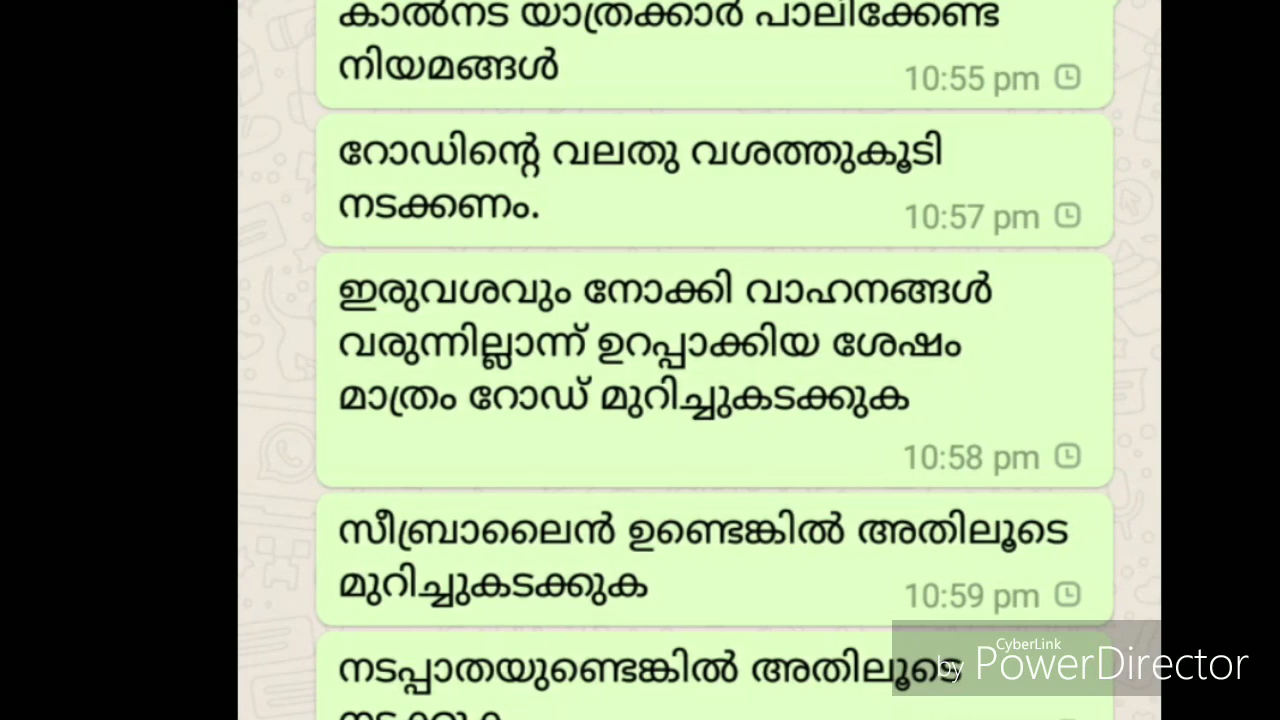 കാൽനട യാത്രക്കാർ പാലിക്കേണ്ട
നിയമങ്ങൾ
10:55 pm
റോഡിന്റെ വലതു വശത്തുകൂടി
നടക്കണം.
10:57 pm
ഇരുവശവും നോക്കി വാഹനങ്ങൾ
വരുന്നില്ലാന്ന് ഉറപ്പാക്കിയ ശേഷം
മാത്രം റോഡ് മുറിച്ചുകടക്കുക
10:58 pm
സീബ്രാലൈൻ ഉണ്ടെങ്കിൽ അതിലൂടെ
മുറിച്ചുകടക്കുക
10:59 pm
നടപ്പാതയുണ്ടെങ്കിൽ അതിലൂടെ
CyberLink
by PowerDirector